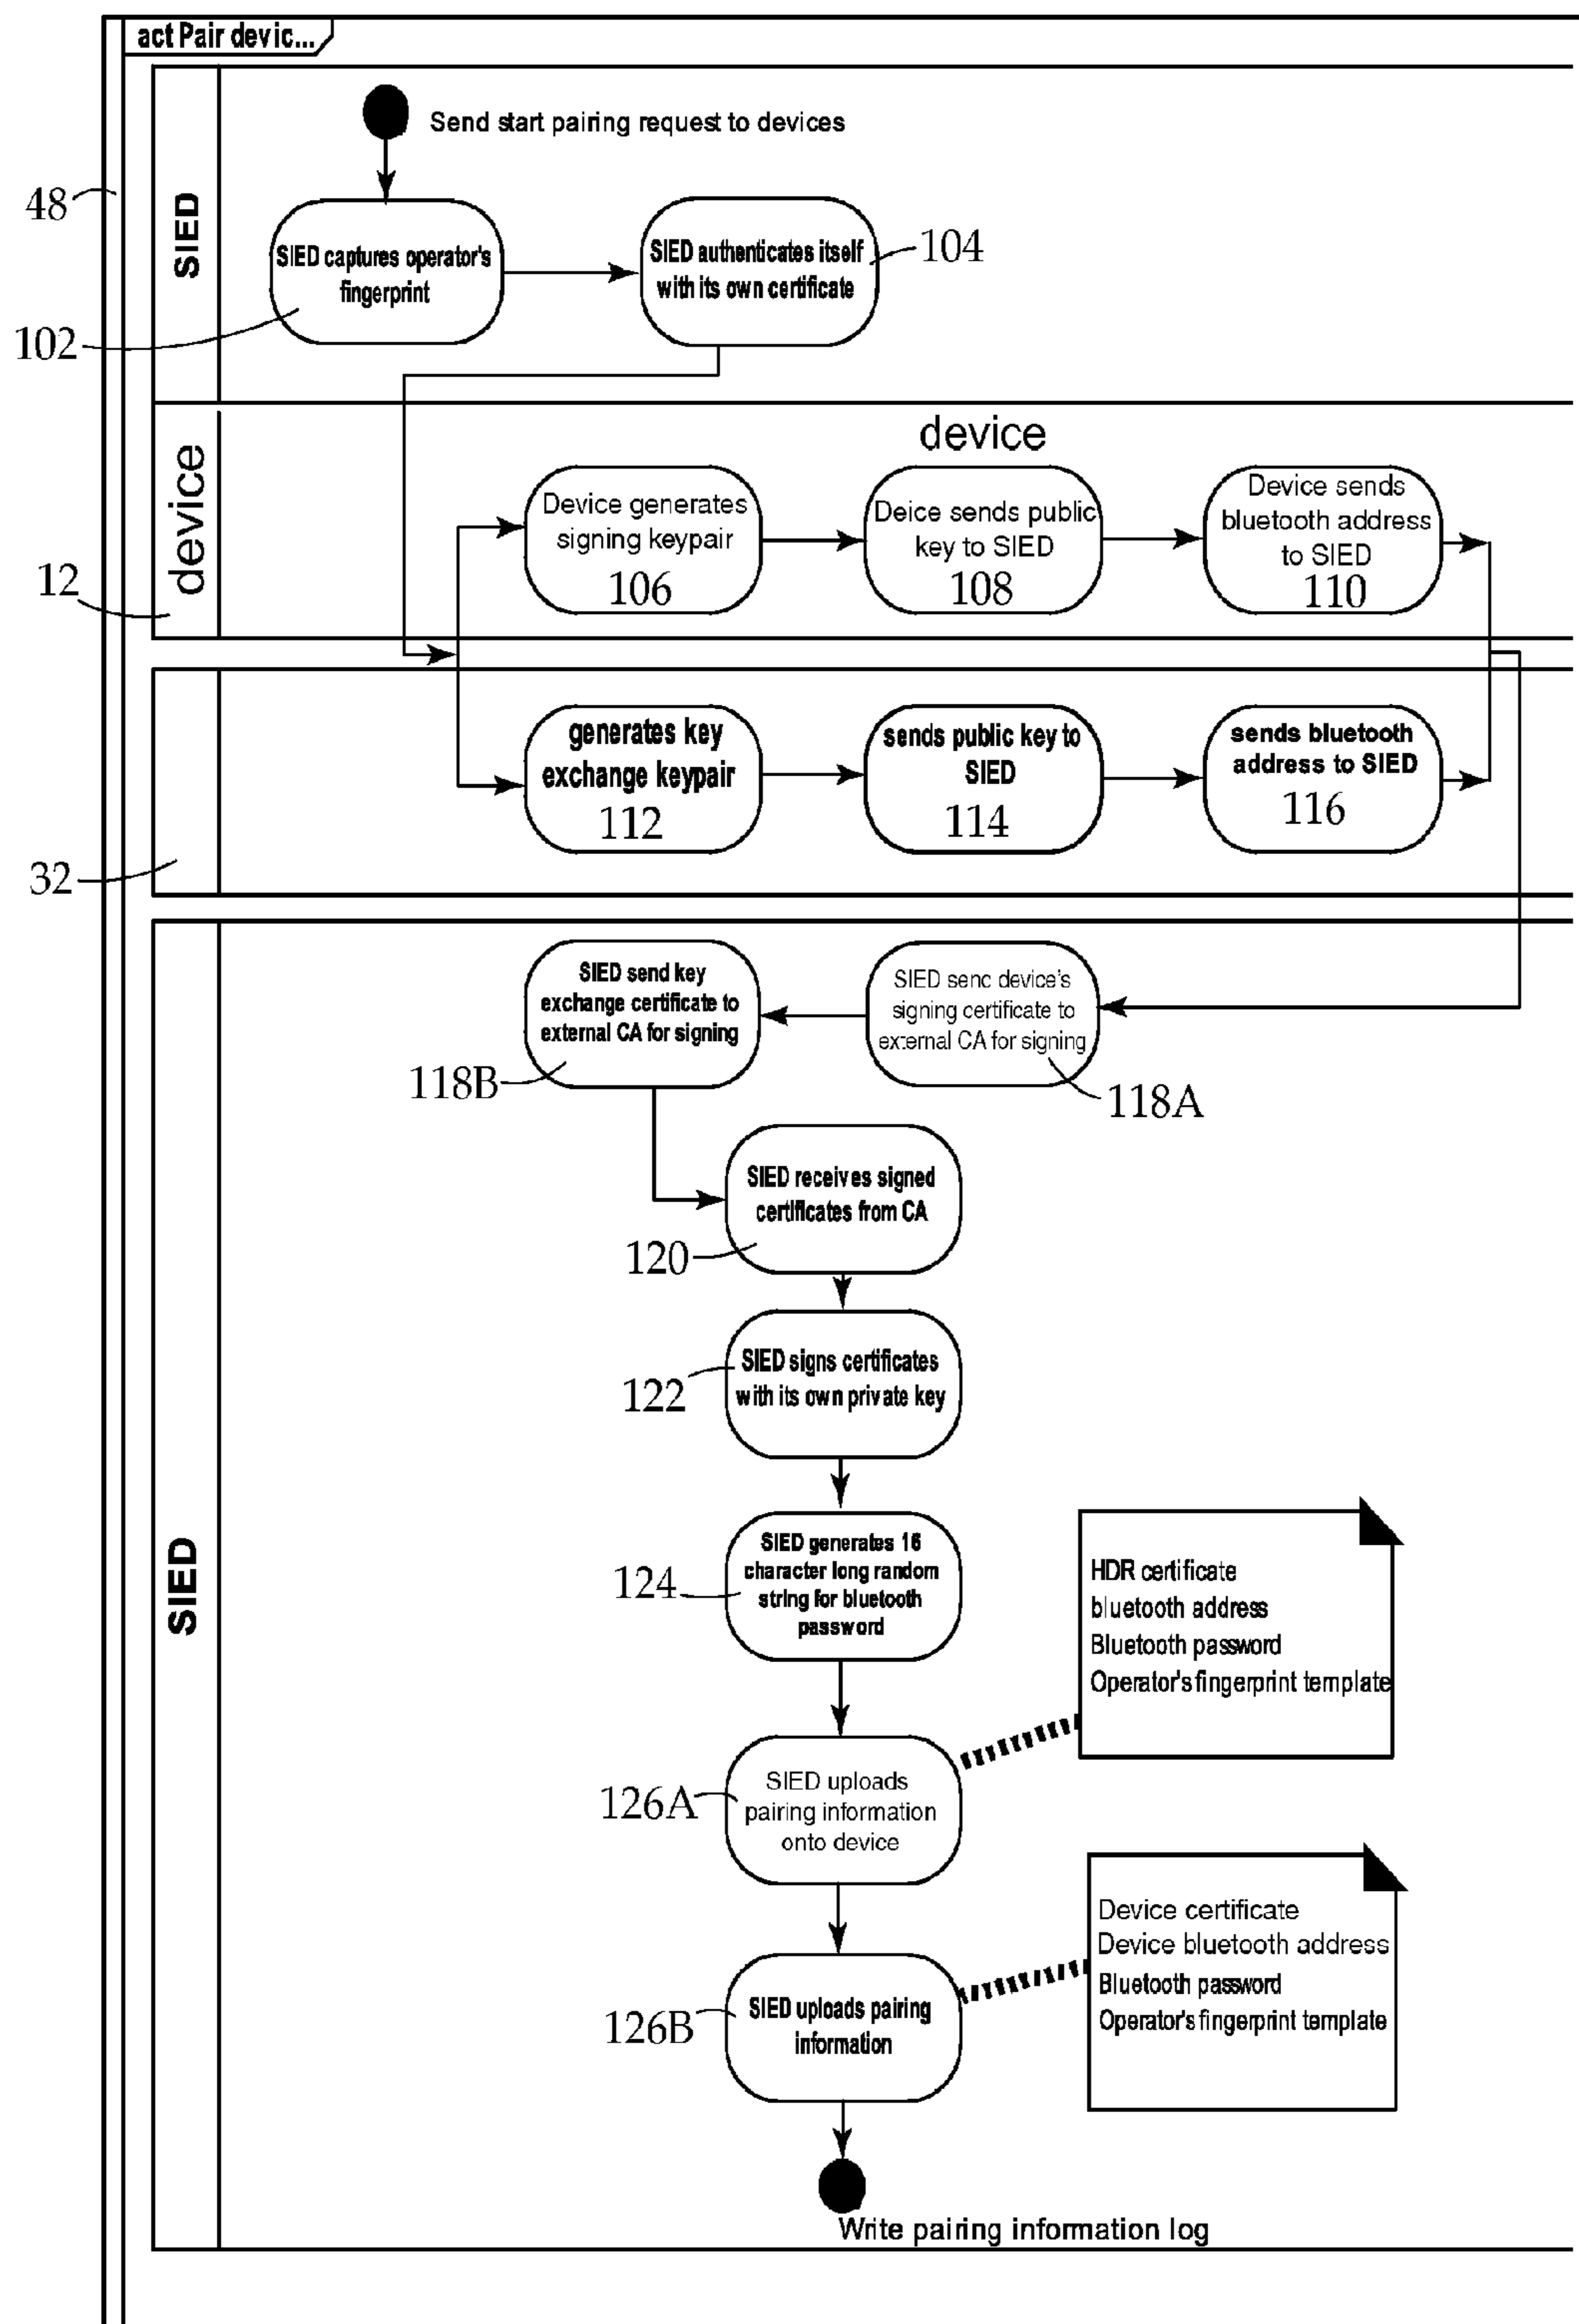 act Pair devic...
Send start pairing request to devices
48
SIED
SIED captures operator's
fingerprint
SIED authenticates itself
with its own certificate
104
102
device
device
Device generates
signing keypair
106
Deice sends public
key to SIED
108
Device sends
bluetooth address
to SIED
110
12
generates key
exchange keypair
112
sends public key to
SIED
114
sends bluetooth
address to SIED
116
32
SIED send key
exchange certificate to
external CA for signing
118B
SIED send device's
signing certificate to
external CA for signing
118A
SIED receives signed
certificates from CA
120
SIED signs certificates
with its own private key
122
SIED
SIED generates 16
character long random
string for bluetooth
password
124
HDR certificate
bluetooth address
Bluetooth password
Operator's fingerprint template
SIED uploads
pairing information
onto device
126A
Device certificate
Device bluetooth address
Bluetooth password
Operator's fingerprint template
SIED uploads pairing
information
126B
Write pairing information log